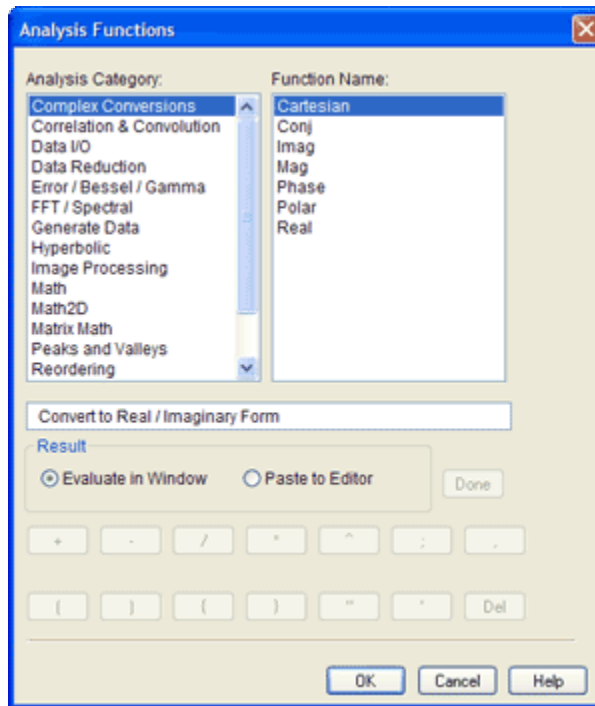 Analysis Functions
Analysis Category:
Complex Conversions
Correlation & Convolution
Data I/O
Data Reduction
Error / Bessel / Gamma
FFT / Spectral
Generate Data
Hyperbolic
Image Processing
Math
Math2D
Matrix Math
Peaks and Valleys
Reordering
Function Name:
Cartesian
Conj
Imag
Mag
Phase
Polar
Real
Convert to Real / Imaginary Form
Result
Evaluate in Window Paste to Editor Done
+ - / * ^ ; ,
( ) " ' Del
OK Cancel Help